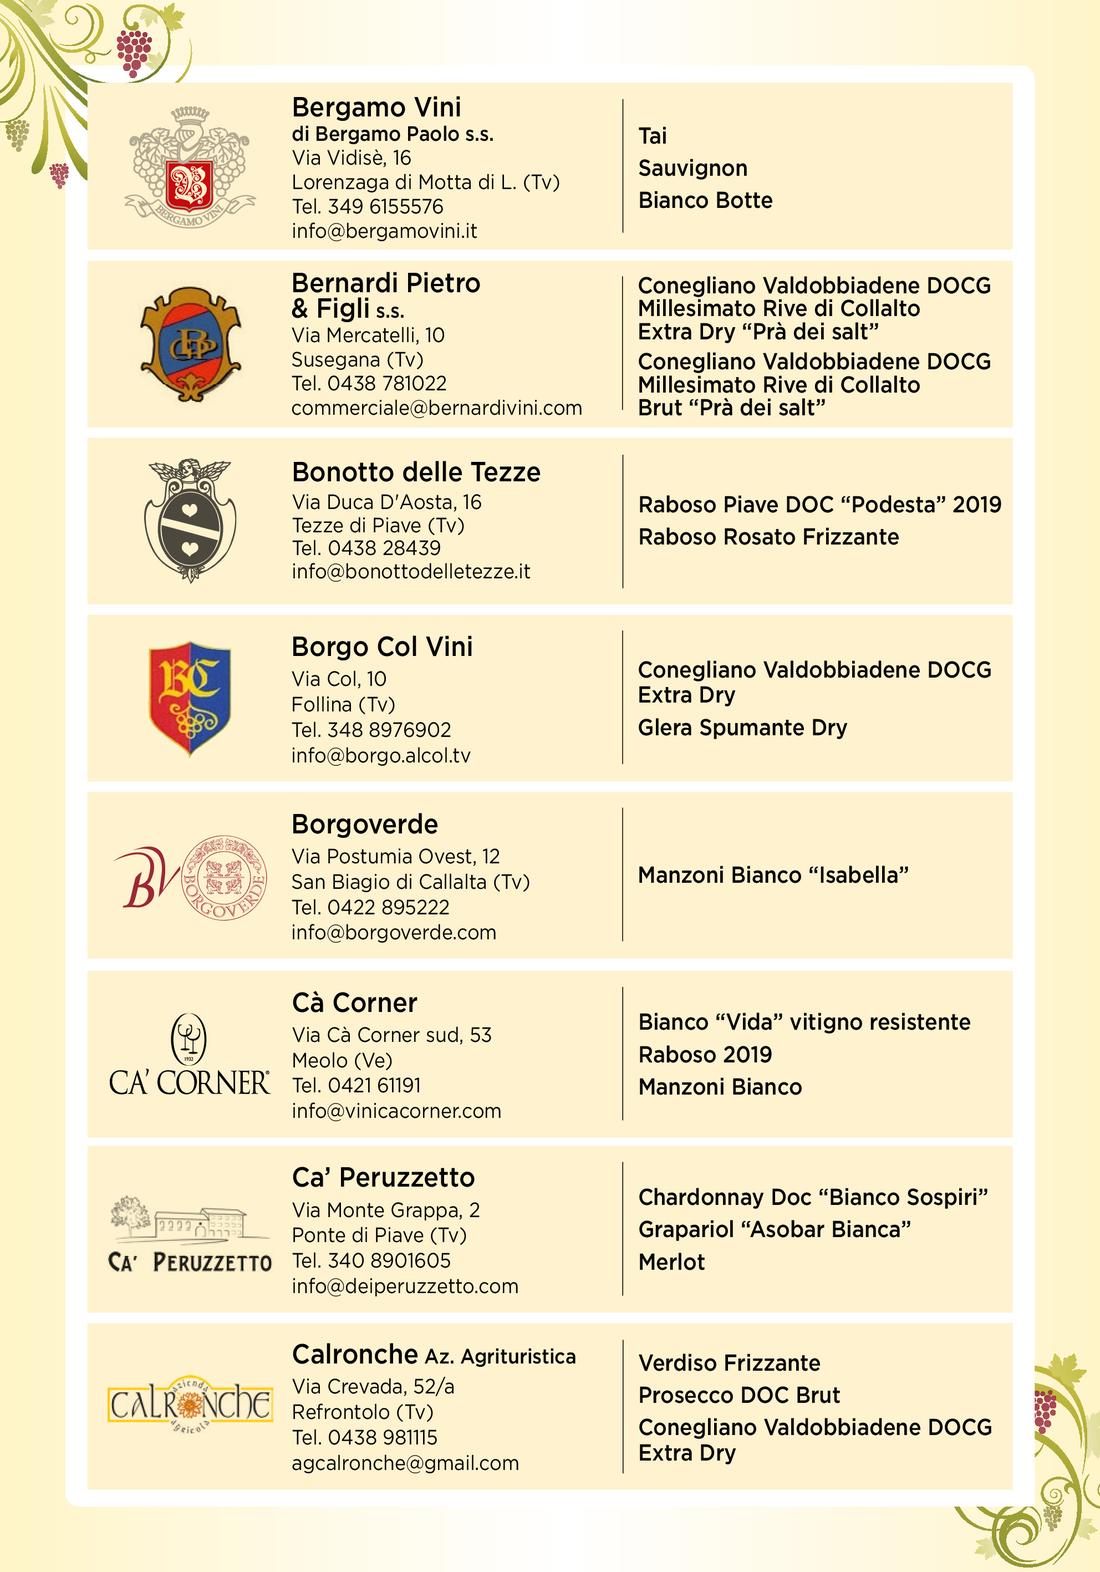 Bergamo Vini
di Bergamo Paolo s.s.
Via Vidisè, 16
Lorenzaga di Motta di L. (Tv)
Tel. 349 6155576
info@bergamovini.it
Tai
Sauvignon
Bianco Botte
B
BERGAMO VINI
Bernardi Pietro
& Figli s.s.
Via Mercatelli, 10
Susegana (Tv)
Tel. 0438 781022
commerciale@bernardivini.com
Conegliano Valdobbiadene DOCG
Millesimato Rive di Collalto
Extra Dry “Prà dei salt”
Conegliano Valdobbiadene DOCG
Millesimato Rive di Collalto
Brut “Prà dei salt”
Bonotto delle Tezze
Via Duca D'Aosta, 16
Tezze di Piave (Tv)
Tel. 0438 28439
info@bonottodelletezze.it
Raboso Piave DOC “Podesta” 2019
Raboso Rosato Frizzante
BC
Borgo Col Vini
Via Col, 10
Follina (Tv)
Tel. 348 8976902
info@borgo.alcol.tv
Conegliano Valdobbiadene DOCG
Extra Dry
Glera Spumante Dry
BV
BORGOVERDE
Borgoverde
Via Postumia Ovest, 12
San Biagio di Callalta (Tv)
Tel. 0422 895222
info@borgoverde.com
Manzoni Bianco “Isabella”
1932
CA' CORNER®
Cà Corner
Via Cà Corner sud, 53
Meolo (Ve)
Tel. 0421 61191
info@vinicacorner.com
Bianco “Vida” vitigno resistente
Raboso 2019
Manzoni Bianco
CA' PERUZZETTO
Ca’ Peruzzetto
Via Monte Grappa, 2
Ponte di Piave (Tv)
Tel. 340 8901605
info@deiperuzzetto.com
Chardonnay Doc “Bianco Sospiri”
Grapariol “Asobar Bianca”
Merlot
azienda
CALRONCHE
agricola
Calronche Az. Agrituristica
Via Crevada, 52/a
Refrontolo (Tv)
Tel. 0438 981115
agcalronche@gmail.com
Verdiso Frizzante
Prosecco DOC Brut
Conegliano Valdobbiadene DOCG
Extra Dry